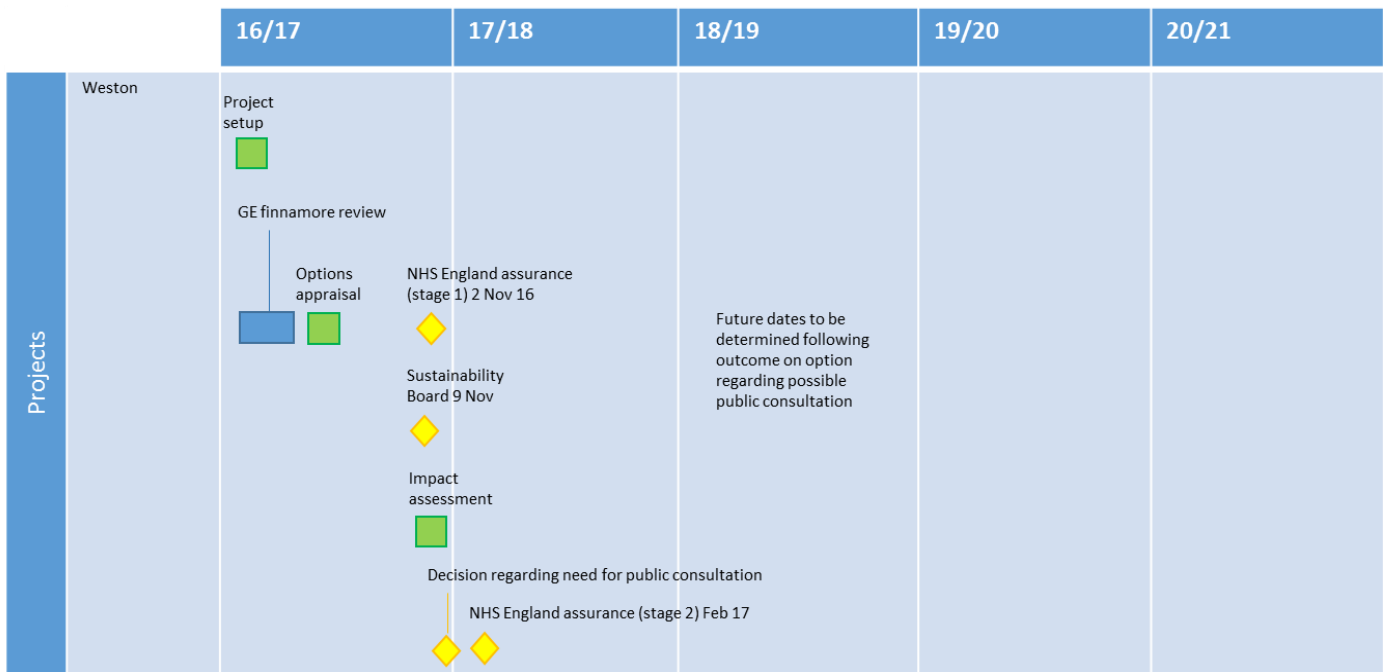 16/17
17/18
18/19
19/20
20/21
Projects
Weston
Project
setup
GE finnamore review
Options
appraisal
NHS England assurance
(stage 1) 2 Nov 16
Sustainability
Board 9 Nov
Impact
assessment
Decision regarding need for public consultation
NHS England assurance (stage 2) Feb 17
Future dates to be
determined following
outcome on option
regarding possible
public consultation